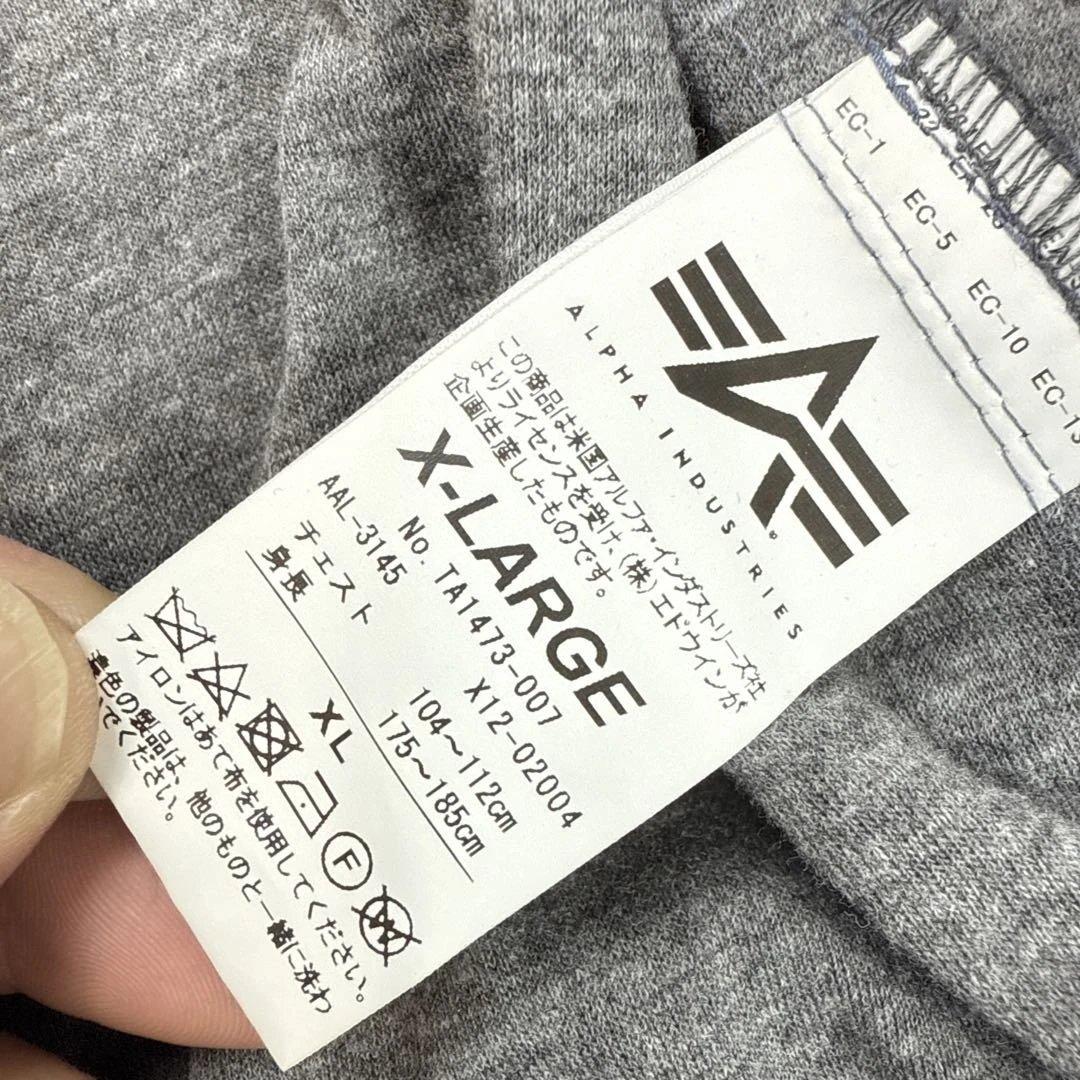 EC-1 EC-5 EC-10 EC-13
ALPHA INDUSTRIES
この商品は米国アルファ・インダストリーズ社
よりライセンスを受け、(株)エドウインが
企画生産したものです。
X-LARGE
No. TA1473-007 X12-02004
AAL-3145
チェスト 104～112cm
身長 175～185cm
XL
F
W
アイロンはあて布を使用してください。
濃色の製品は、他のものと一緒に洗わ
でください。